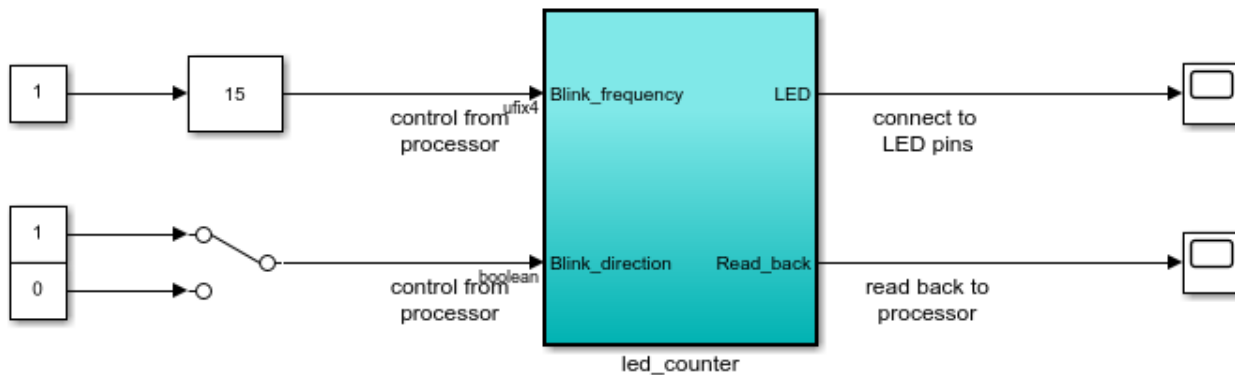 1
15
ufix4
control from
processor
Blink_frequency
LED
connect to
LED pins
1
0
boolean
control from
processor
Blink_direction
Read_back
read back to
processor
led_counter